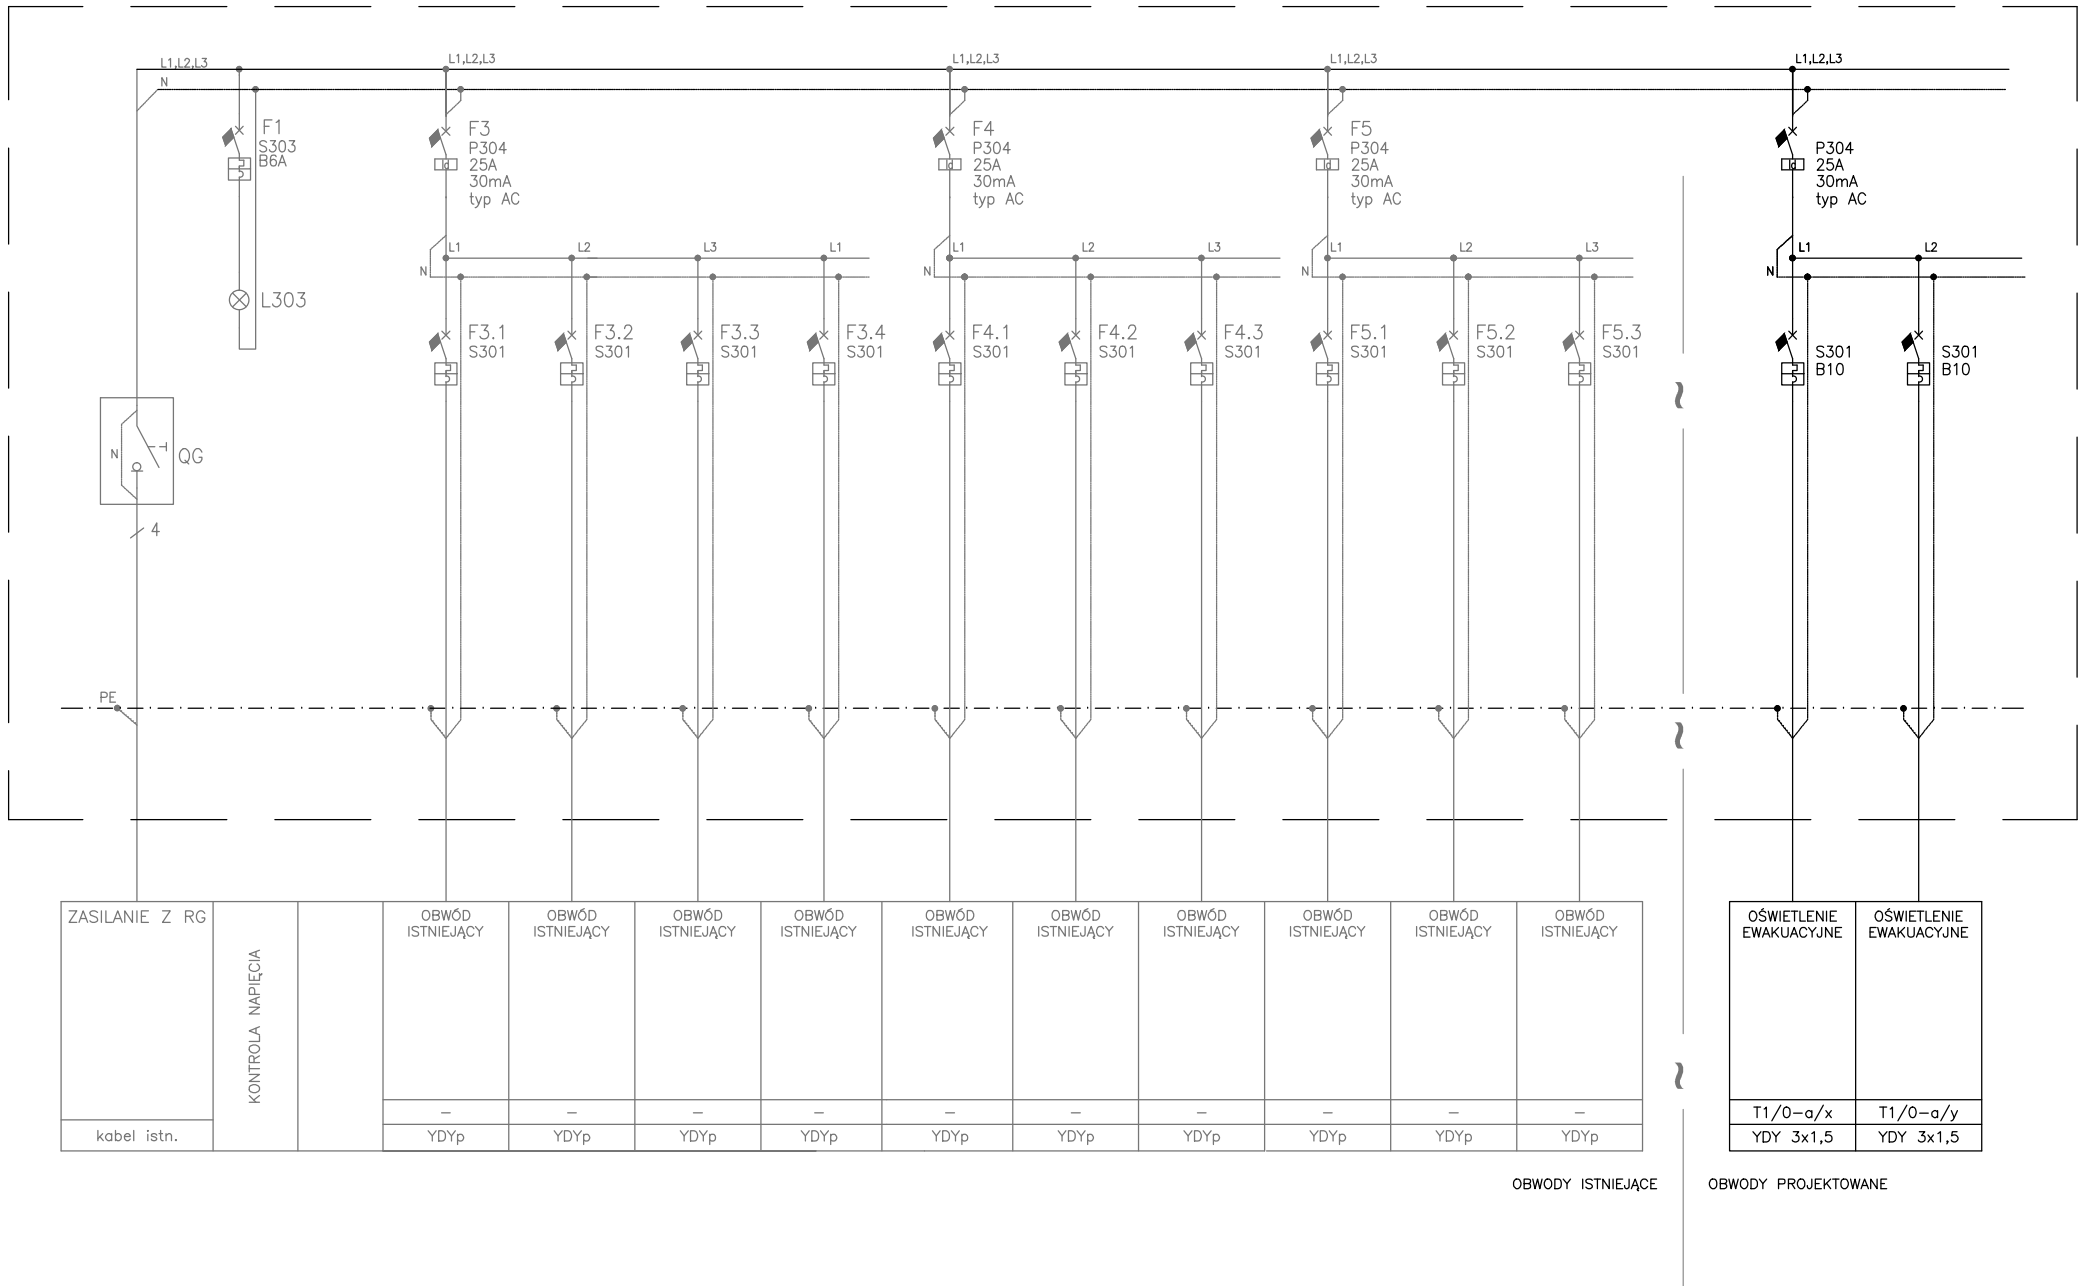 L1,L2,L3
N
L1,L2,L3
L1,L2,L3
L1,L2,L3
L1,L2,L3
F1
S303
B6A
F3
P304
25A
30mA
typ AC
F4
P304
25A
30mA
typ AC
F5
P304
25A
30mA
typ AC
P304
25A
30mA
typ AC
L1
L2
L3
L1
N
L1
L2
L3
N
L1
L2
L3
N
L1
L2
N
L303
F3.1
S301
F3.2
S301
F3.3
S301
F3.4
S301
F4.1
S301
F4.2
S301
F4.3
S301
F5.1
S301
F5.2
S301
F5.3
S301
S301
B10
S301
B10
N
QG
4
PE
ZASILANIE Z RG
kabel istn.
KONTROLA NAPIĘCIA
OBWÓD
ISTNIEJĄCY
–
YDYp
OBWÓD
ISTNIEJĄCY
–
YDYp
OBWÓD
ISTNIEJĄCY
–
YDYp
OBWÓD
ISTNIEJĄCY
–
YDYp
OBWÓD
ISTNIEJĄCY
–
YDYp
OBWÓD
ISTNIEJĄCY
–
YDYp
OBWÓD
ISTNIEJĄCY
–
YDYp
OBWÓD
ISTNIEJĄCY
–
YDYp
OBWÓD
ISTNIEJĄCY
–
YDYp
OBWÓD
ISTNIEJĄCY
–
YDYp
OŚWIETLENIE
EWAKUACYJNE
T1/0–a/x
YDY 3x1,5
OŚWIETLENIE
EWAKUACYJNE
T1/0–a/y
YDY 3x1,5
OBWODY ISTNIEJĄCE
OBWODY PROJEKTOWANE